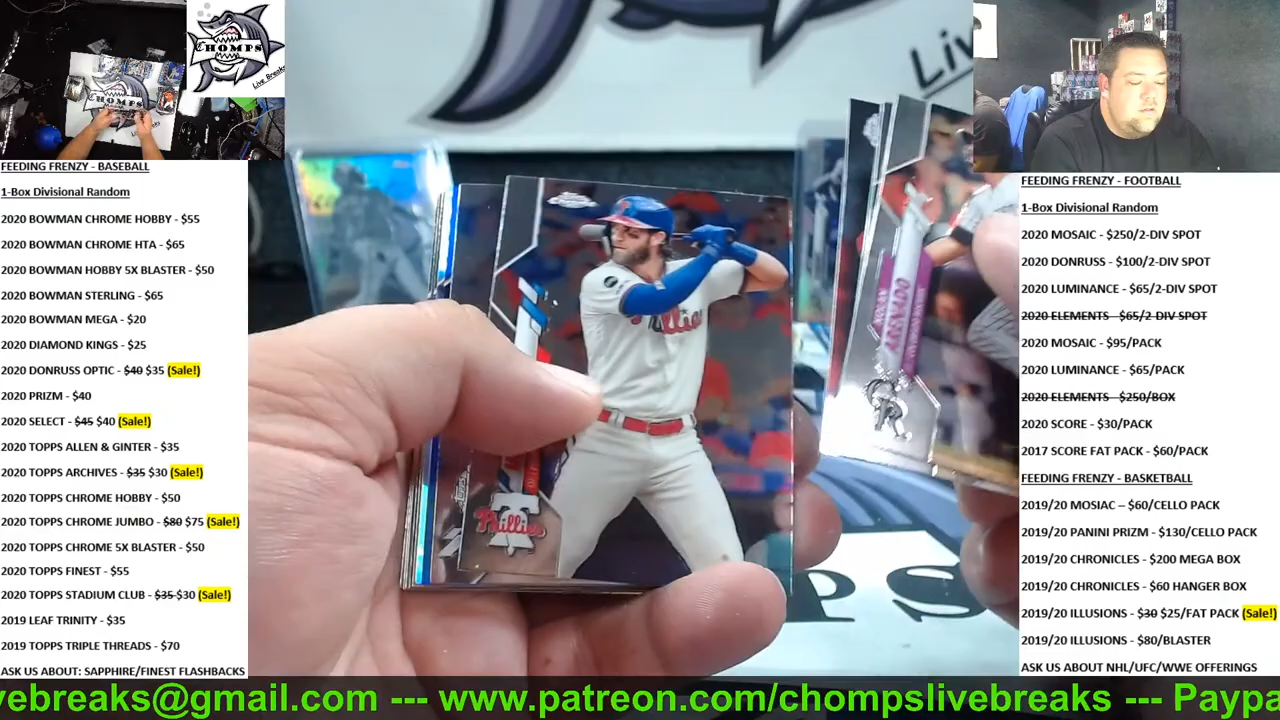 CHOMPS
Live Breaks
FEEDING FRENZY - BASEBALL
1-Box Divisional Random
2020 BOWMAN CHROME HOBBY - $55
2020 BOWMAN CHROME HTA - $65
2020 BOWMAN HOBBY 5X BLASTER - $50
2020 BOWMAN STERLING - $65
2020 BOWMAN MEGA - $20
2020 DIAMOND KINGS - $25
2020 DONRUSS OPTIC - $40 $35 (Sale!)
2020 PRIZM - $40
2020 SELECT - $45 $40 (Sale!)
2020 TOPPS ALLEN & GINTER - $35
2020 TOPPS ARCHIVES - $35 $30 (Sale!)
2020 TOPPS CHROME HOBBY - $50
2020 TOPPS CHROME JUMBO - $80 $75 (Sale!)
2020 TOPPS CHROME 5X BLASTER - $50
2020 TOPPS FINEST - $55
2020 TOPPS STADIUM CLUB - $35 $30 (Sale!)
2019 LEAF TRINITY - $35
2019 TOPPS TRIPLE THREADS - $70
ASK US ABOUT: SAPPHIRE/FINEST FLASHBACKS
Live
Phillies
Phillies
ARENADO
PS
FEEDING FRENZY - FOOTBALL
1-Box Divisional Random
2020 MOSAIC - $250/2-DIV SPOT
2020 DONRUSS - $100/2-DIV SPOT
2020 LUMINANCE - $65/2-DIV SPOT
2020 ELEMENTS - $65/2-DIV SPOT
2020 MOSAIC - $95/PACK
2020 LUMINANCE - $65/PACK
2020 ELEMENTS - $250/BOX
2020 SCORE - $30/PACK
2017 SCORE FAT PACK - $60/PACK
FEEDING FRENZY - BASKETBALL
2019/20 MOSIAC – $60/CELLO PACK
2019/20 PANINI PRIZM - $130/CELLO PACK
2019/20 CHRONICLES - $200 MEGA BOX
2019/20 CHRONICLES - $60 HANGER BOX
2019/20 ILLUSIONS - $30 $25/FAT PACK (Sale!)
2019/20 ILLUSIONS - $80/BLASTER
ASK US ABOUT NHL/UFC/WWE OFFERINGS
vebreaks@gmail.com --- www.patreon.com/chompslivebreaks --- Paypa